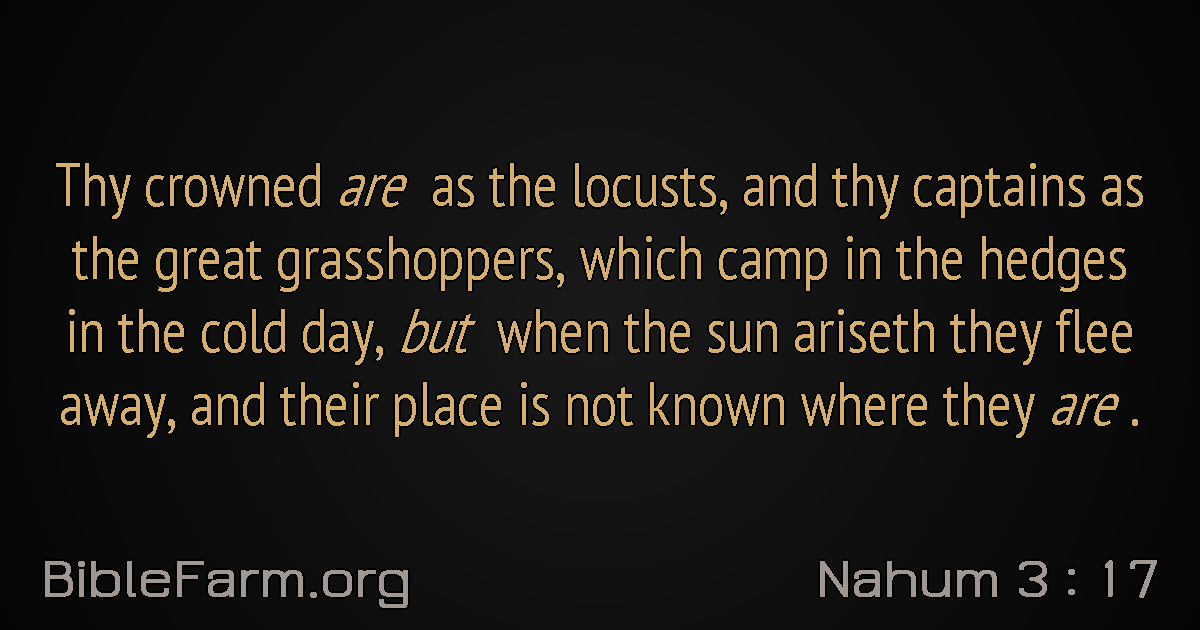 Thy crowned are as the locusts, and thy captains as
the great grasshoppers, which camp in the hedges
in the cold day, but when the sun ariseth they flee
away, and their place is not known where they are .
BibleFarm.org
Nahum 3 : 17